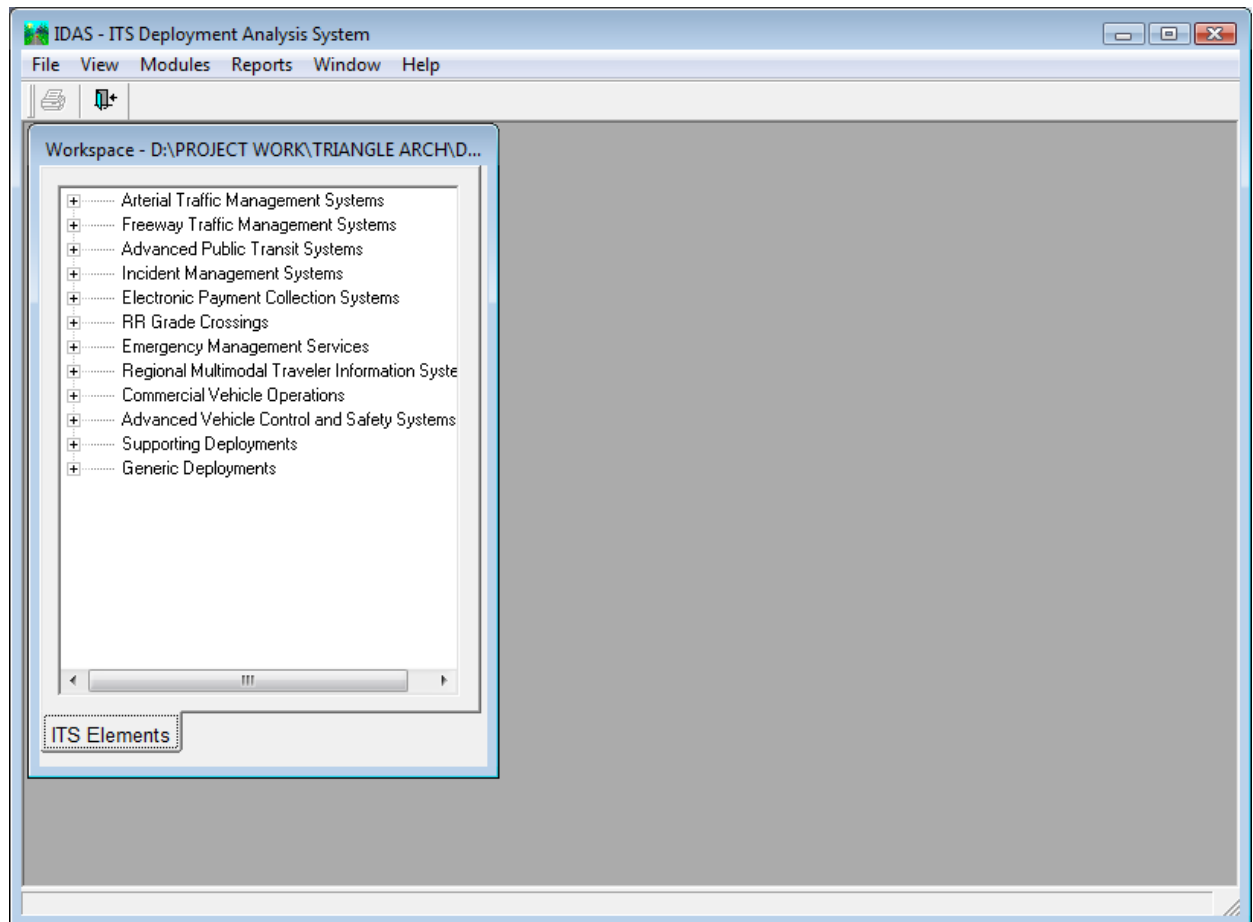 IDAS - ITS Deployment Analysis System
File View Modules Reports Window Help
Workspace - D:\PROJECT WORK\TRIANGLE ARCH\D...
Arterial Traffic Management Systems
Freeway Traffic Management Systems
Advanced Public Transit Systems
Incident Management Systems
Electronic Payment Collection Systems
RR Grade Crossings
Emergency Management Services
Regional Multimodal Traveler Information Syste
Commercial Vehicle Operations
Advanced Vehicle Control and Safety Systems
Supporting Deployments
Generic Deployments
ITS Elements